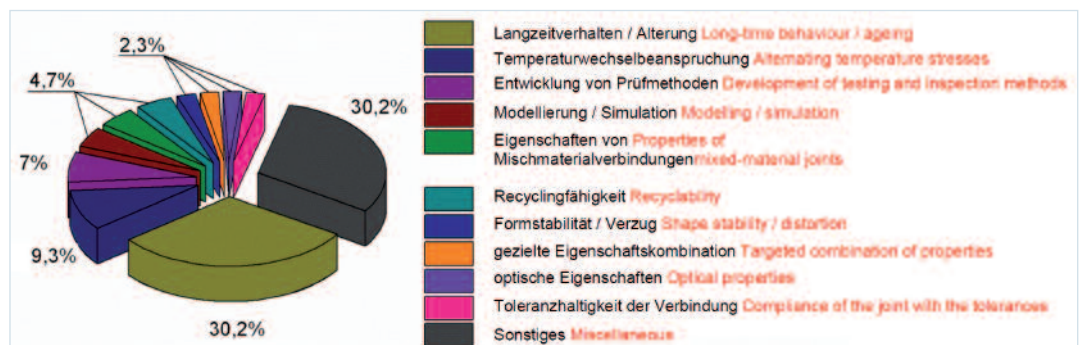 2,3%
4,7%
7%
9,3%
30,2%
30,2%
Langzeitverhalten / Alterung Long-time behaviour / ageing
Temperaturwechselbeanspruchung Alternating temperature stresses
Entwicklung von Prüfmethoden Development of testing and inspection methods
Modellierung / Simulation Modelling / simulation
Eigenschaften von Properties of
Mischmaterialverbindungen mixed-material joints
Recyclingfähigkeit Recyclability
Formstabilität / Verzug Shape stability / distortion
gezielte Eigenschaftskombination Targeted combination of properties
optische Eigenschaften Optical properties
Toleranzhaltigkeit der Verbindung Compliance of the joint with the tolerances
Sonstiges Miscellaneous